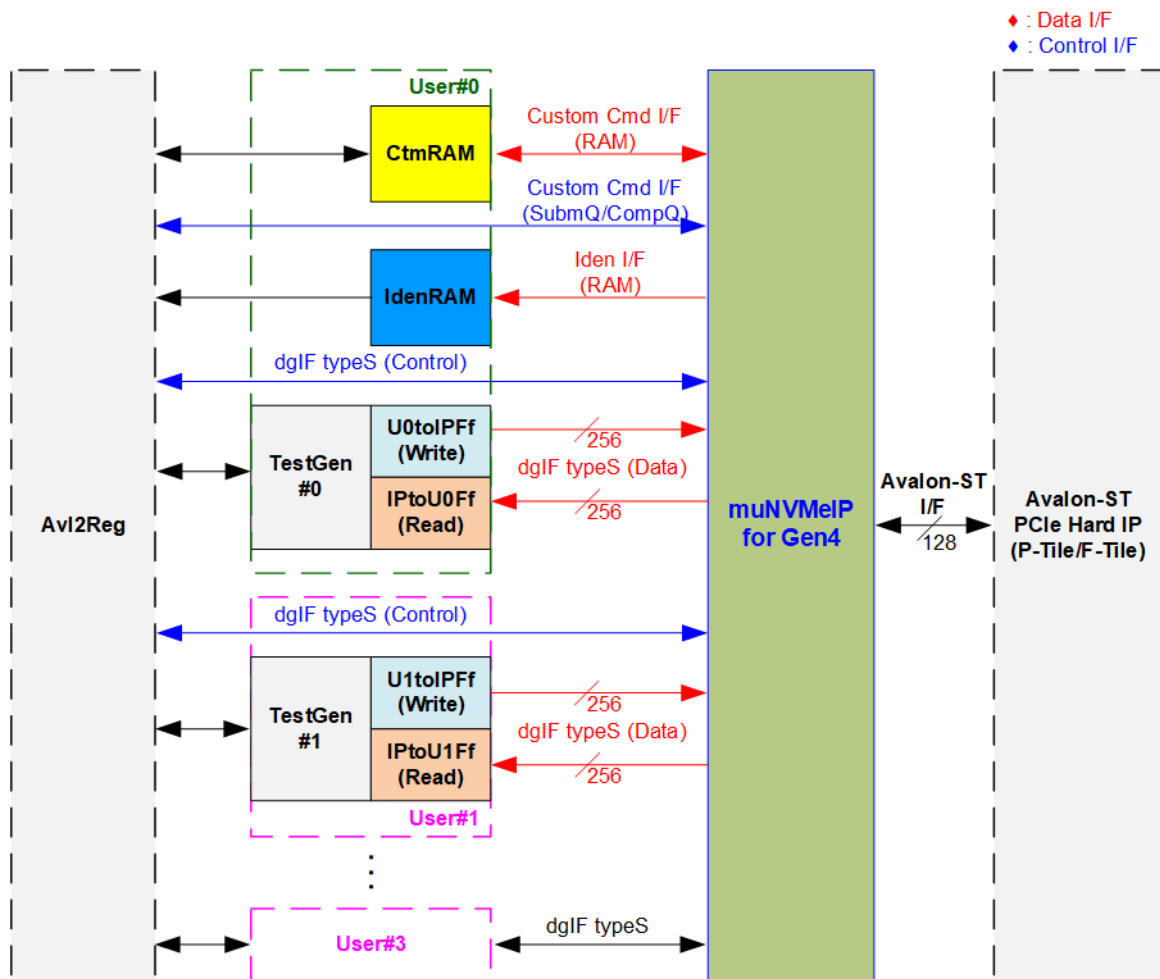 ♦ : Data I/F
♦ : Control I/F
User#0
CtmRAM
Custom Cmd I/F
(RAM)
Custom Cmd I/F
(SubmQ/CompQ)
IdenRAM
Iden I/F
(RAM)
dgIF typeS (Control)
TestGen
#0
U0toIPFf
(Write)
IPtoU0Ff
(Read)
256
dgIF typeS (Data)
256
Avl2Reg
muNVMeIP
for Gen4
Avalon-ST
I/F
128
Avalon-ST
PCIe Hard IP
(P-Tile/F-Tile)
dgIF typeS (Control)
TestGen
#1
U1toIPFf
(Write)
IPtoU1Ff
(Read)
256
dgIF typeS (Data)
256
User#1
User#3
dgIF typeS